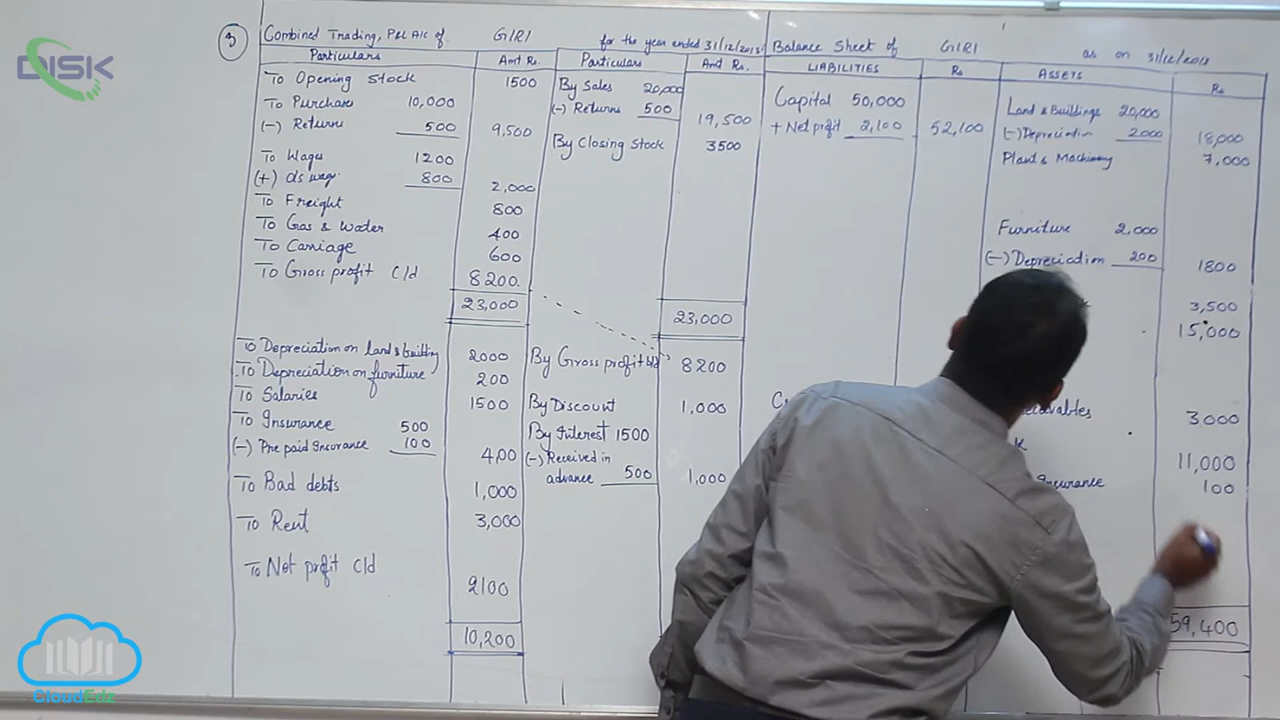 DISK
3
Combined Trading, P&L A/C of GIRI for the year ended 31/12/2013
Particulars Amt Rs. Particulars Amt Rs.
To Opening Stock 1500
To Purchases 10,000
(-) Returns 500 9,500
To Wages 1200
(+) O/s wages 800 2,000
To Freight 800
To Gas & Water 400
To Carriage 600
To Gross profit C/d 8200
23,000
To Depreciation on Land & building 2000
To Depreciation on furniture 200
To Salaries 1500
To Insurance 500
(-) Pre paid Insurance 100 400
To Bad debts 1,000
To Rent 3,000
To Net profit C/d 2100
10,200
By Sales 20,000
(-) Returns 500 19,500
By Closing Stock 3500
23,000
By Gross profit b/d 8200
By Discount 1,000
By Interest 1500
(-) Received in
advance 500 1,000
Balance Sheet of GIRI as on 31/12/2013
LIABILITIES Rs ASSETS Rs
Capital 50,000
+ Net profit 2,100 52,100
Land & Buildings 20,000
(-) Depreciation 2000 18,000
Plant & Machinery 7,000
Furniture 2,000
(-) Depreciation 200 1800
3,500
15,000
3000
11,000
Insurance 100
59,400
CloudEdz